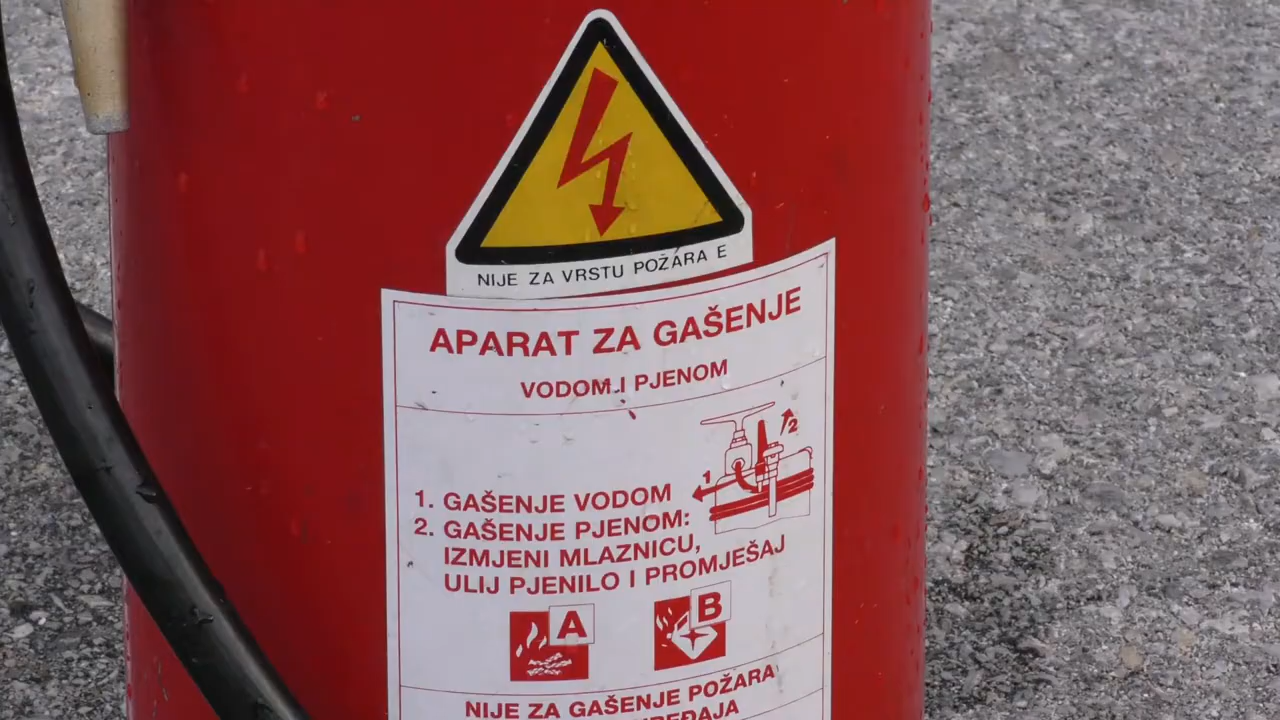 NIJE ZA VRSTU POŽARA E
APARAT ZA GAŠENJE
VODOM I PJENOM
2
1
1. GAŠENJE VODOM
2. GAŠENJE PJENOM:
IZMJENI MLAZNICU,
ULIJ PJENILO I PROMJEŠAJ
A
B
NIJE ZA GAŠENJE POŽARA